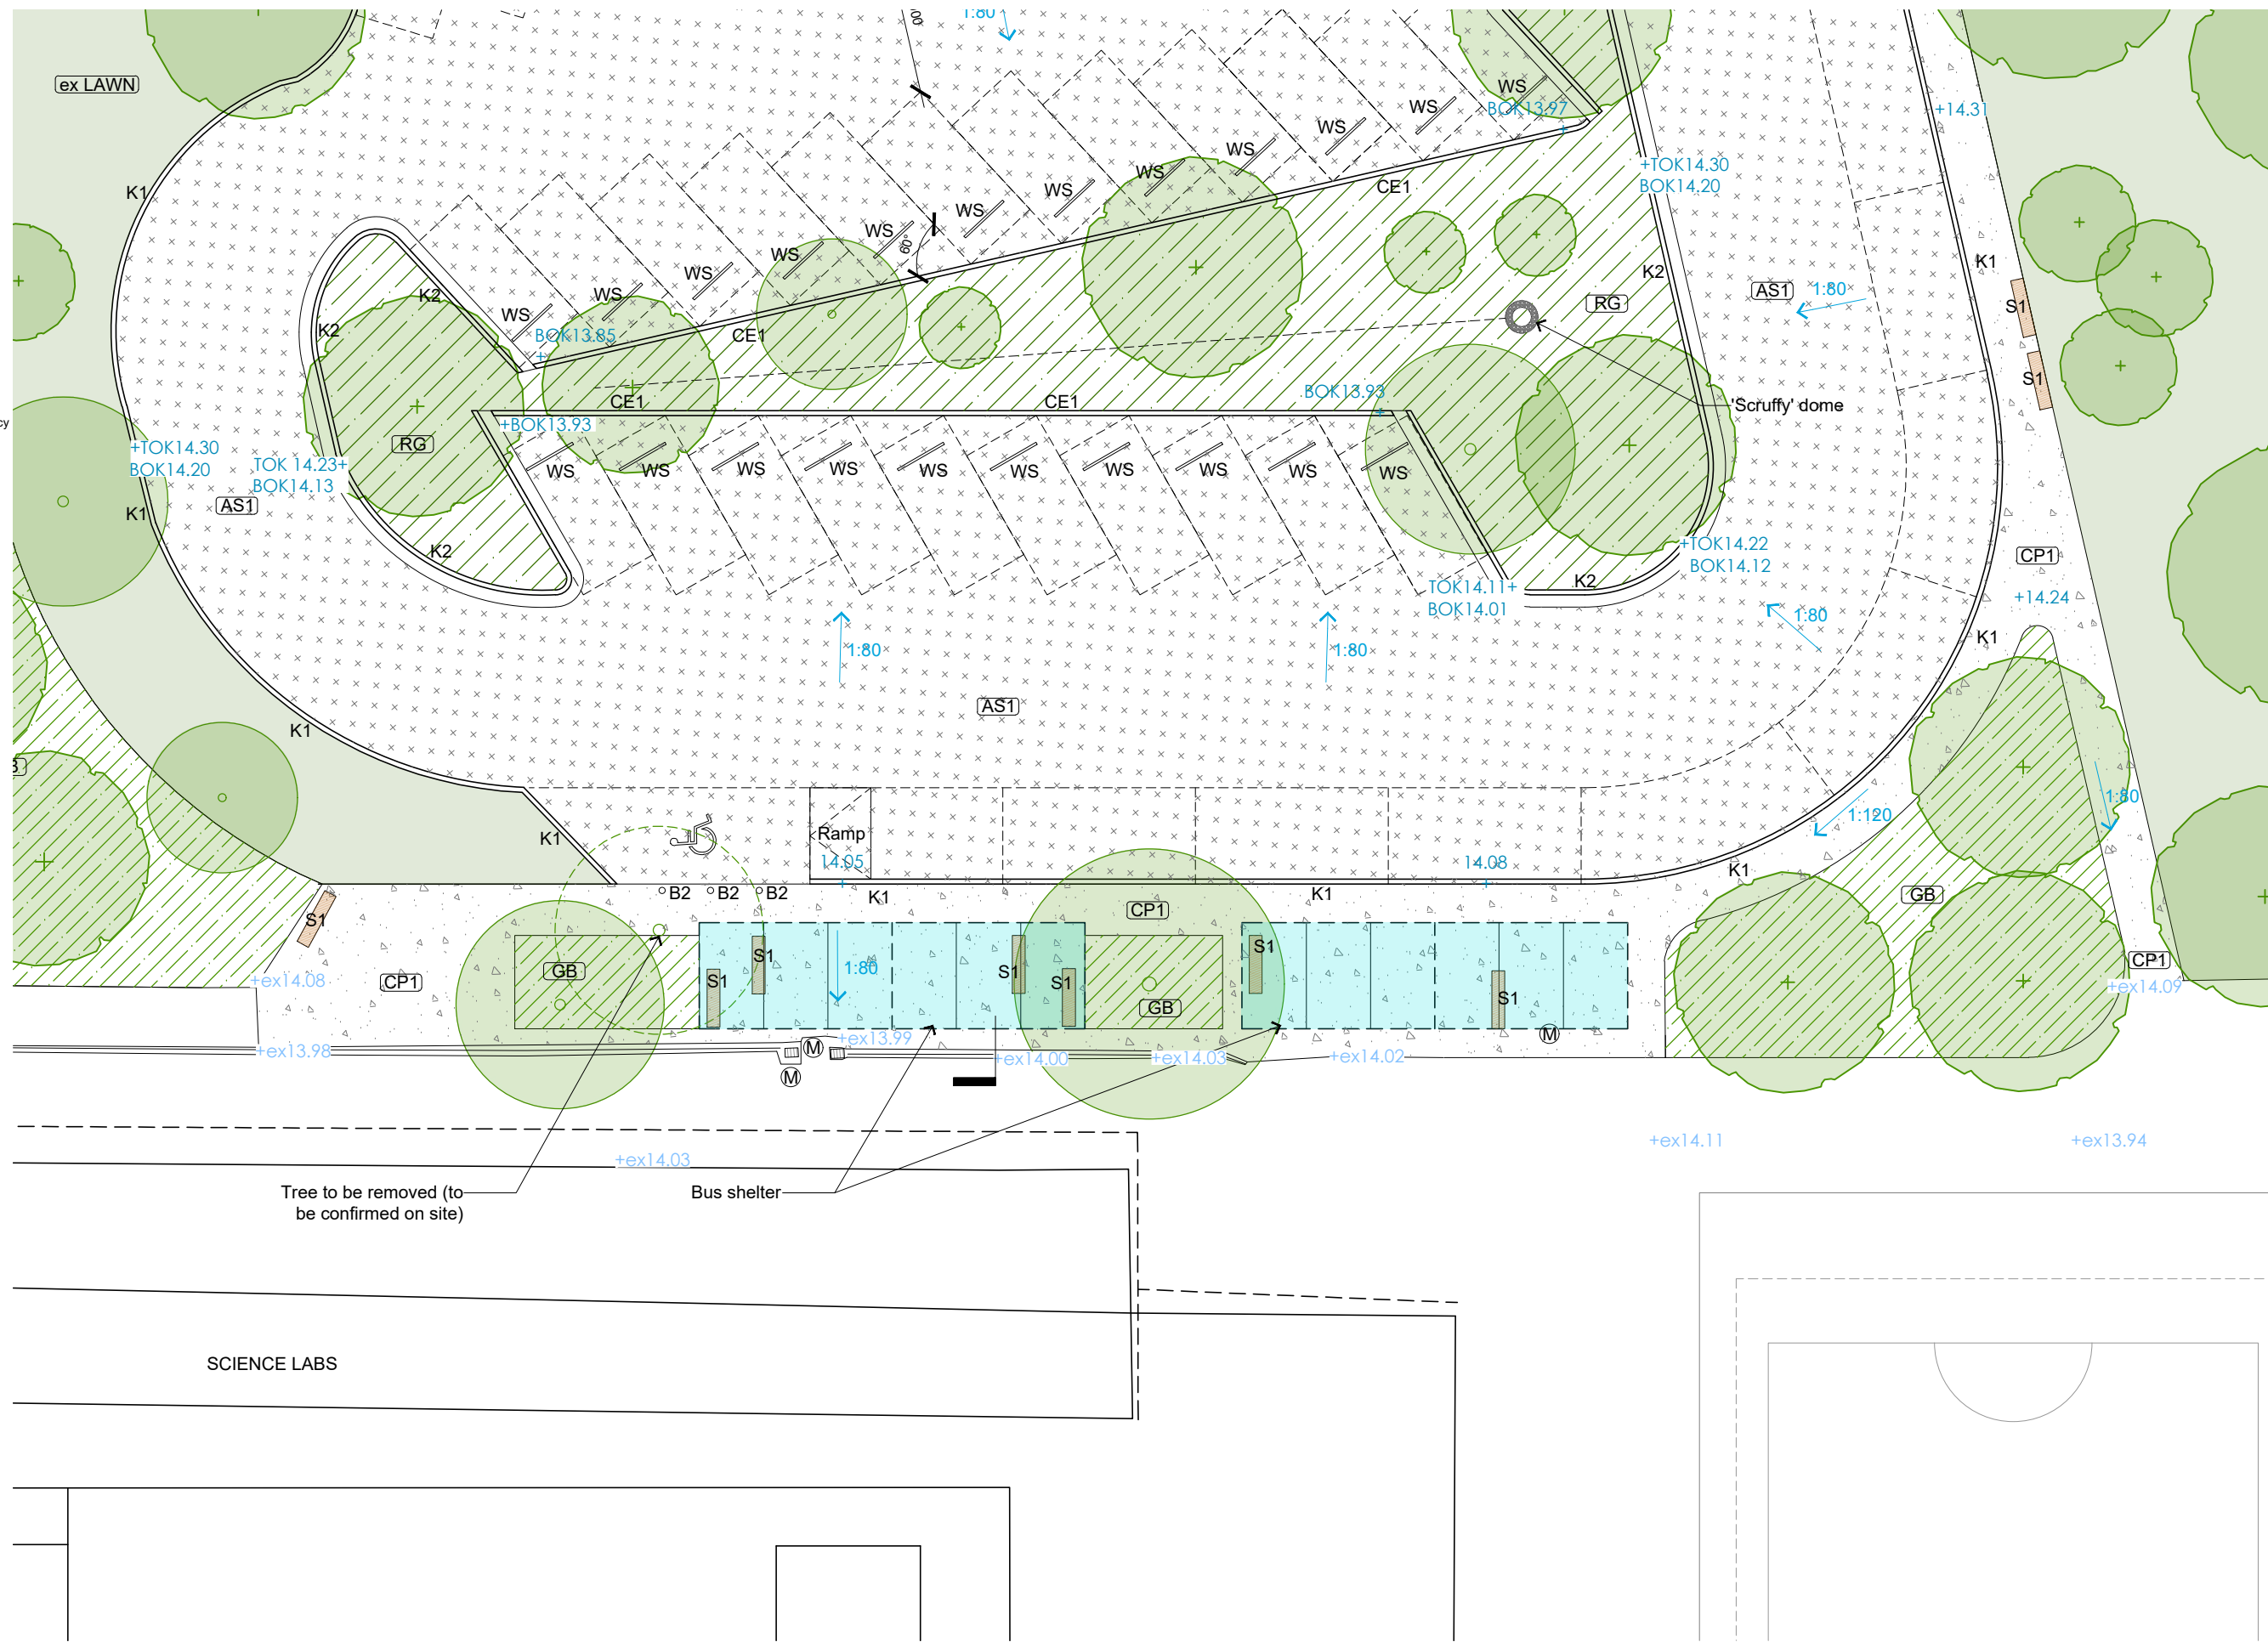 1:80
ex LAWN
WS
BOK13.97
+14.31
WS
WS
WS
+TOK14.30
BOK14.20
K1
WS
CE1
WS
WS
WS
60°
WS
K1
K2
WS
AS1
1:80
K2
WS
RG
S1
WS
K2
BOK13.85
CE1
S1
BOK13.93
CE1
CE1
'Scruffy' dome
+BOK13.93
RG
+TOK14.30
BOK14.20
TOK 14.23+
BOK14.13
WS
WS
WS
WS
WS
WS
WS
WS
WS
WS
AS1
K1
K2
+TOK14.22
BOK14.12
CP1
K2
TOK14.11+
BOK14.01
+14.24
1:80
K1
1:80
1:80
AS1
K1
1:80
1:120
Ramp
K1
14.05
14.08
K1
B2
B2
B2
K1
K1
GB
CP1
S1
S1
S1
S1
S1
S1
S1
GB
1:80
CP1
+ex14.08
CP1
+ex14.09
GB
+ex13.98
M
+ex13.99
M
+ex14.00
+ex14.03
+ex14.02
M
+ex14.11
+ex13.94
+ex14.03
Tree to be removed (to
be confirmed on site)
Bus shelter
SCIENCE LABS